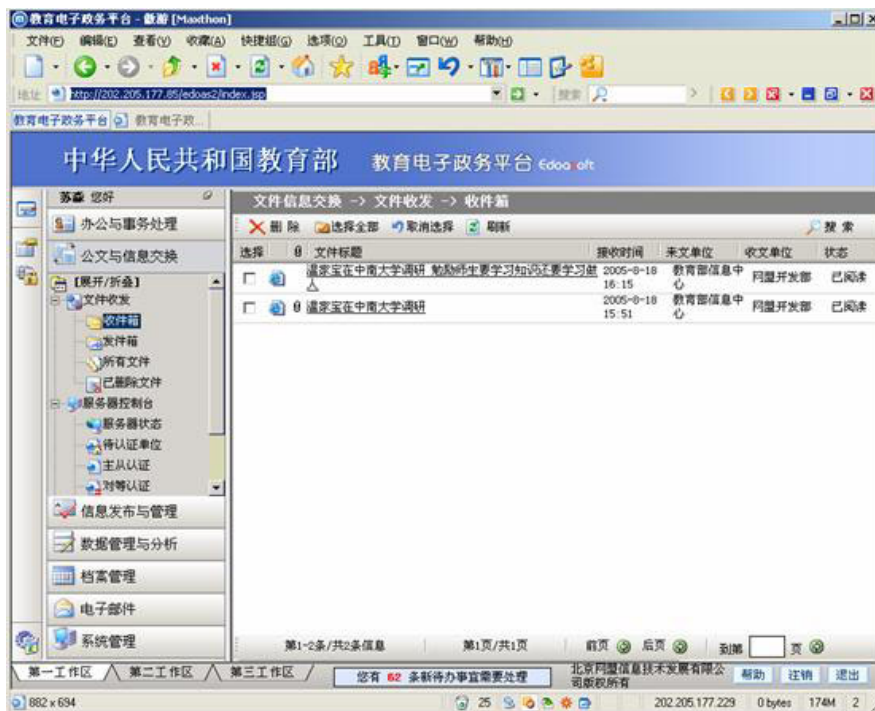 教育电子政务平台 - 傲游 [Maxthon]
文件(F) 编辑(E) 查看(V) 收藏(A) 快捷组(G) 选项(O) 工具(T) 窗口(W) 帮助(H)
地址 http://202.205.177.85/edoas2/index.jsp 搜索
教育电子政务平台 教育电子政...
中华人民共和国教育部 教育电子政务平台 Edoassoft
苏森 您好
文件信息交换 -> 文件收发 -> 收件箱
办公与事务处理
删 除 选择全部 取消选择 刷新 搜 索
公文与信息交换
选择 文件标题 接收时间 来文单位 收文单位 状态
【展开/折叠】
文件收发
收件箱
发件箱
所有文件
已删除文件
服务器控制台
服务器状态
待认证单位
主从认证
对等认证
温家宝在中南大学调研 勉励师生要学习知识还要学习做人
2005-8-18 16:15
教育部信息中心
网盟开发部
已阅读
温家宝在中南大学调研
2005-8-18 15:51
教育部信息中心
网盟开发部
已阅读
信息发布与管理
数据管理与分析
档案管理
电子邮件
系统管理
第1-2条/共2条信息 第1页/共1页 前页 后页 到第 页
第一工作区 第二工作区 第三工作区
您有 62 条新待办事宜需要处理
北京网盟信息技术发展有限公司版权所有
帮助 注销 退出
882 x 694 25 202.205.177.229 0 bytes 174M 2